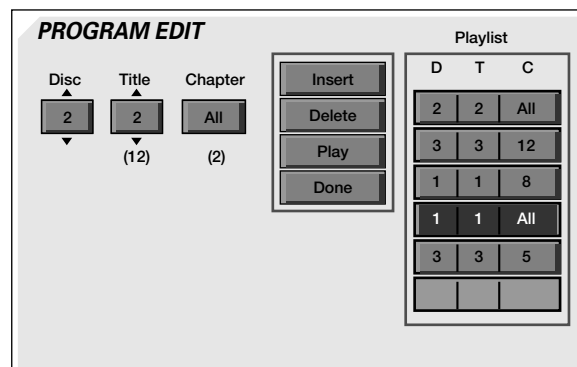 PROGRAM EDIT
Disc Title Chapter
2 2 All
(12) (2)
Insert
Delete
Play
Done
Playlist
D T C
2 2 All
3 3 12
1 1 8
1 1 All
3 3 5